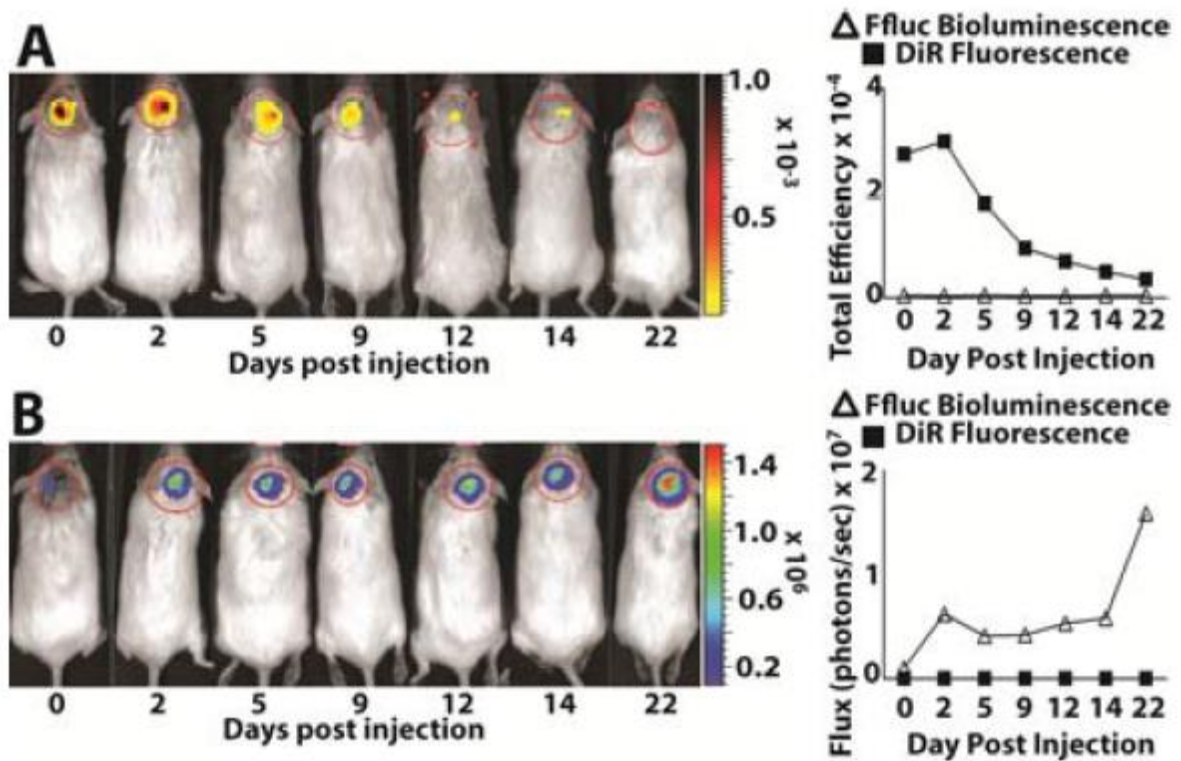 A
1.0
0.5
x 10-3
0 2 5 9 12 14 22
Days post injection
Δ Ffluc Bioluminescence
■ DiR Fluorescence
Total Efficiency x 10-4
4
2
0
0 2 5 9 12 14 22
Day Post Injection
B
1.4
1.0
0.6
0.2
x 10⁶
0 2 5 9 12 14 22
Days post injection
Δ Ffluc Bioluminescence
■ DiR Fluorescence
Flux (photons/sec) x 10⁷
2
1
0
0 2 5 9 12 14 22
Day Post Injection